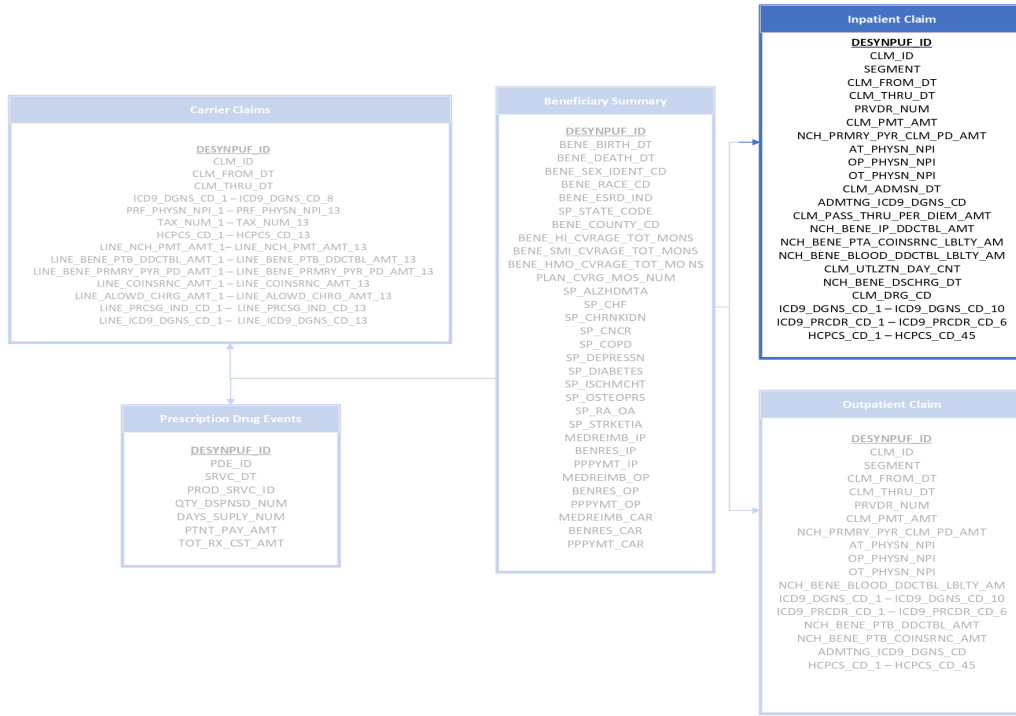 Carrier Claims
DESYNPUF_ID
CLM_ID
CLM_FROM_DT
CLM_THRU_DT
ICD9_DGNS_CD_1 – ICD9_DGNS_CD_8
PRF_PHYSN_NPI_1 – PRF_PHYSN_NPI_13
TAX_NUM_1 – TAX_NUM_13
HCPCS_CD_1 – HCPCS_CD_13
LINE_NCH_PMT_AMT_1– LINE_NCH_PMT_AMT_13
LINE_BENE_PTB_DDCTBL_AMT_1 – LINE_BENE_PTB_DDCTBL_AMT_13
LINE_BENE_PRMRY_PYR_PD_AMT_1 – LINE_BENE_PRMRY_PYR_PD_AMT_13
LINE_COINSRNC_AMT_1 – LINE_COINSRNC_AMT_13
LINE_ALOWD_CHRG_AMT_1 – LINE_ALOWD_CHRG_AMT_13
LINE_PRCSG_IND_CD_1 – LINE_PRCSG_IND_CD_13
LINE_ICD9_DGNS_CD_1 – LINE_ICD9_DGNS_CD_13
Prescription Drug Events
DESYNPUF_ID
PDE_ID
SRVC_DT
PROD_SRVC_ID
QTY_DSPNSD_NUM
DAYS_SUPLY_NUM
PTNT_PAY_AMT
TOT_RX_CST_AMT
Beneficiary Summary
DESYNPUF_ID
BENE_BIRTH_DT
BENE_DEATH_DT
BENE_SEX_IDENT_CD
BENE_RACE_CD
BENE_ESRD_IND
SP_STATE_CODE
BENE_COUNTY_CD
BENE_HI_CVRAGE_TOT_MONS
BENE_SMI_CVRAGE_TOT_MONS
BENE_HMO_CVRAGE_TOT_MO NS
PLAN_CVRG_MOS_NUM
SP_ALZHDMTA
SP_CHF
SP_CHRNKIDN
SP_CNCR
SP_COPD
SP_DEPRESSN
SP_DIABETES
SP_ISCHMCHT
SP_OSTEOPRS
SP_RA_OA
SP_STRKETIA
MEDREIMB_IP
BENRES_IP
PPPYMT_IP
MEDREIMB_OP
BENRES_OP
PPPYMT_OP
MEDREIMB_CAR
BENRES_CAR
PPPYMT_CAR
Inpatient Claim
DESYNPUF_ID
CLM_ID
SEGMENT
CLM_FROM_DT
CLM_THRU_DT
PRVDR_NUM
CLM_PMT_AMT
NCH_PRMRY_PYR_CLM_PD_AMT
AT_PHYSN_NPI
OP_PHYSN_NPI
OT_PHYSN_NPI
CLM_ADMSN_DT
ADMTNG_ICD9_DGNS_CD
CLM_PASS_THRU_PER_DIEM_AMT
NCH_BENE_IP_DDCTBL_AMT
NCH_BENE_PTA_COINSRNC_LBLTY_AM
NCH_BENE_BLOOD_DDCTBL_LBLTY_AM
CLM_UTLZTN_DAY_CNT
NCH_BENE_DSCHRG_DT
CLM_DRG_CD
ICD9_DGNS_CD_1 – ICD9_DGNS_CD_10
ICD9_PRCDR_CD_1 – ICD9_PRCDR_CD_6
HCPCS_CD_1 – HCPCS_CD_45
Outpatient Claim
DESYNPUF_ID
CLM_ID
SEGMENT
CLM_FROM_DT
CLM_THRU_DT
PRVDR_NUM
CLM_PMT_AMT
NCH_PRMRY_PYR_CLM_PD_AMT
AT_PHYSN_NPI
OP_PHYSN_NPI
OT_PHYSN_NPI
NCH_BENE_BLOOD_DDCTBL_LBLTY_AM
ICD9_DGNS_CD_1 – ICD9_DGNS_CD_10
ICD9_PRCDR_CD_1 – ICD9_PRCDR_CD_6
NCH_BENE_PTB_DDCTBL_AMT
NCH_BENE_PTB_COINSRNC_AMT
ADMTNG_ICD9_DGNS_CD
HCPCS_CD_1 – HCPCS_CD_45